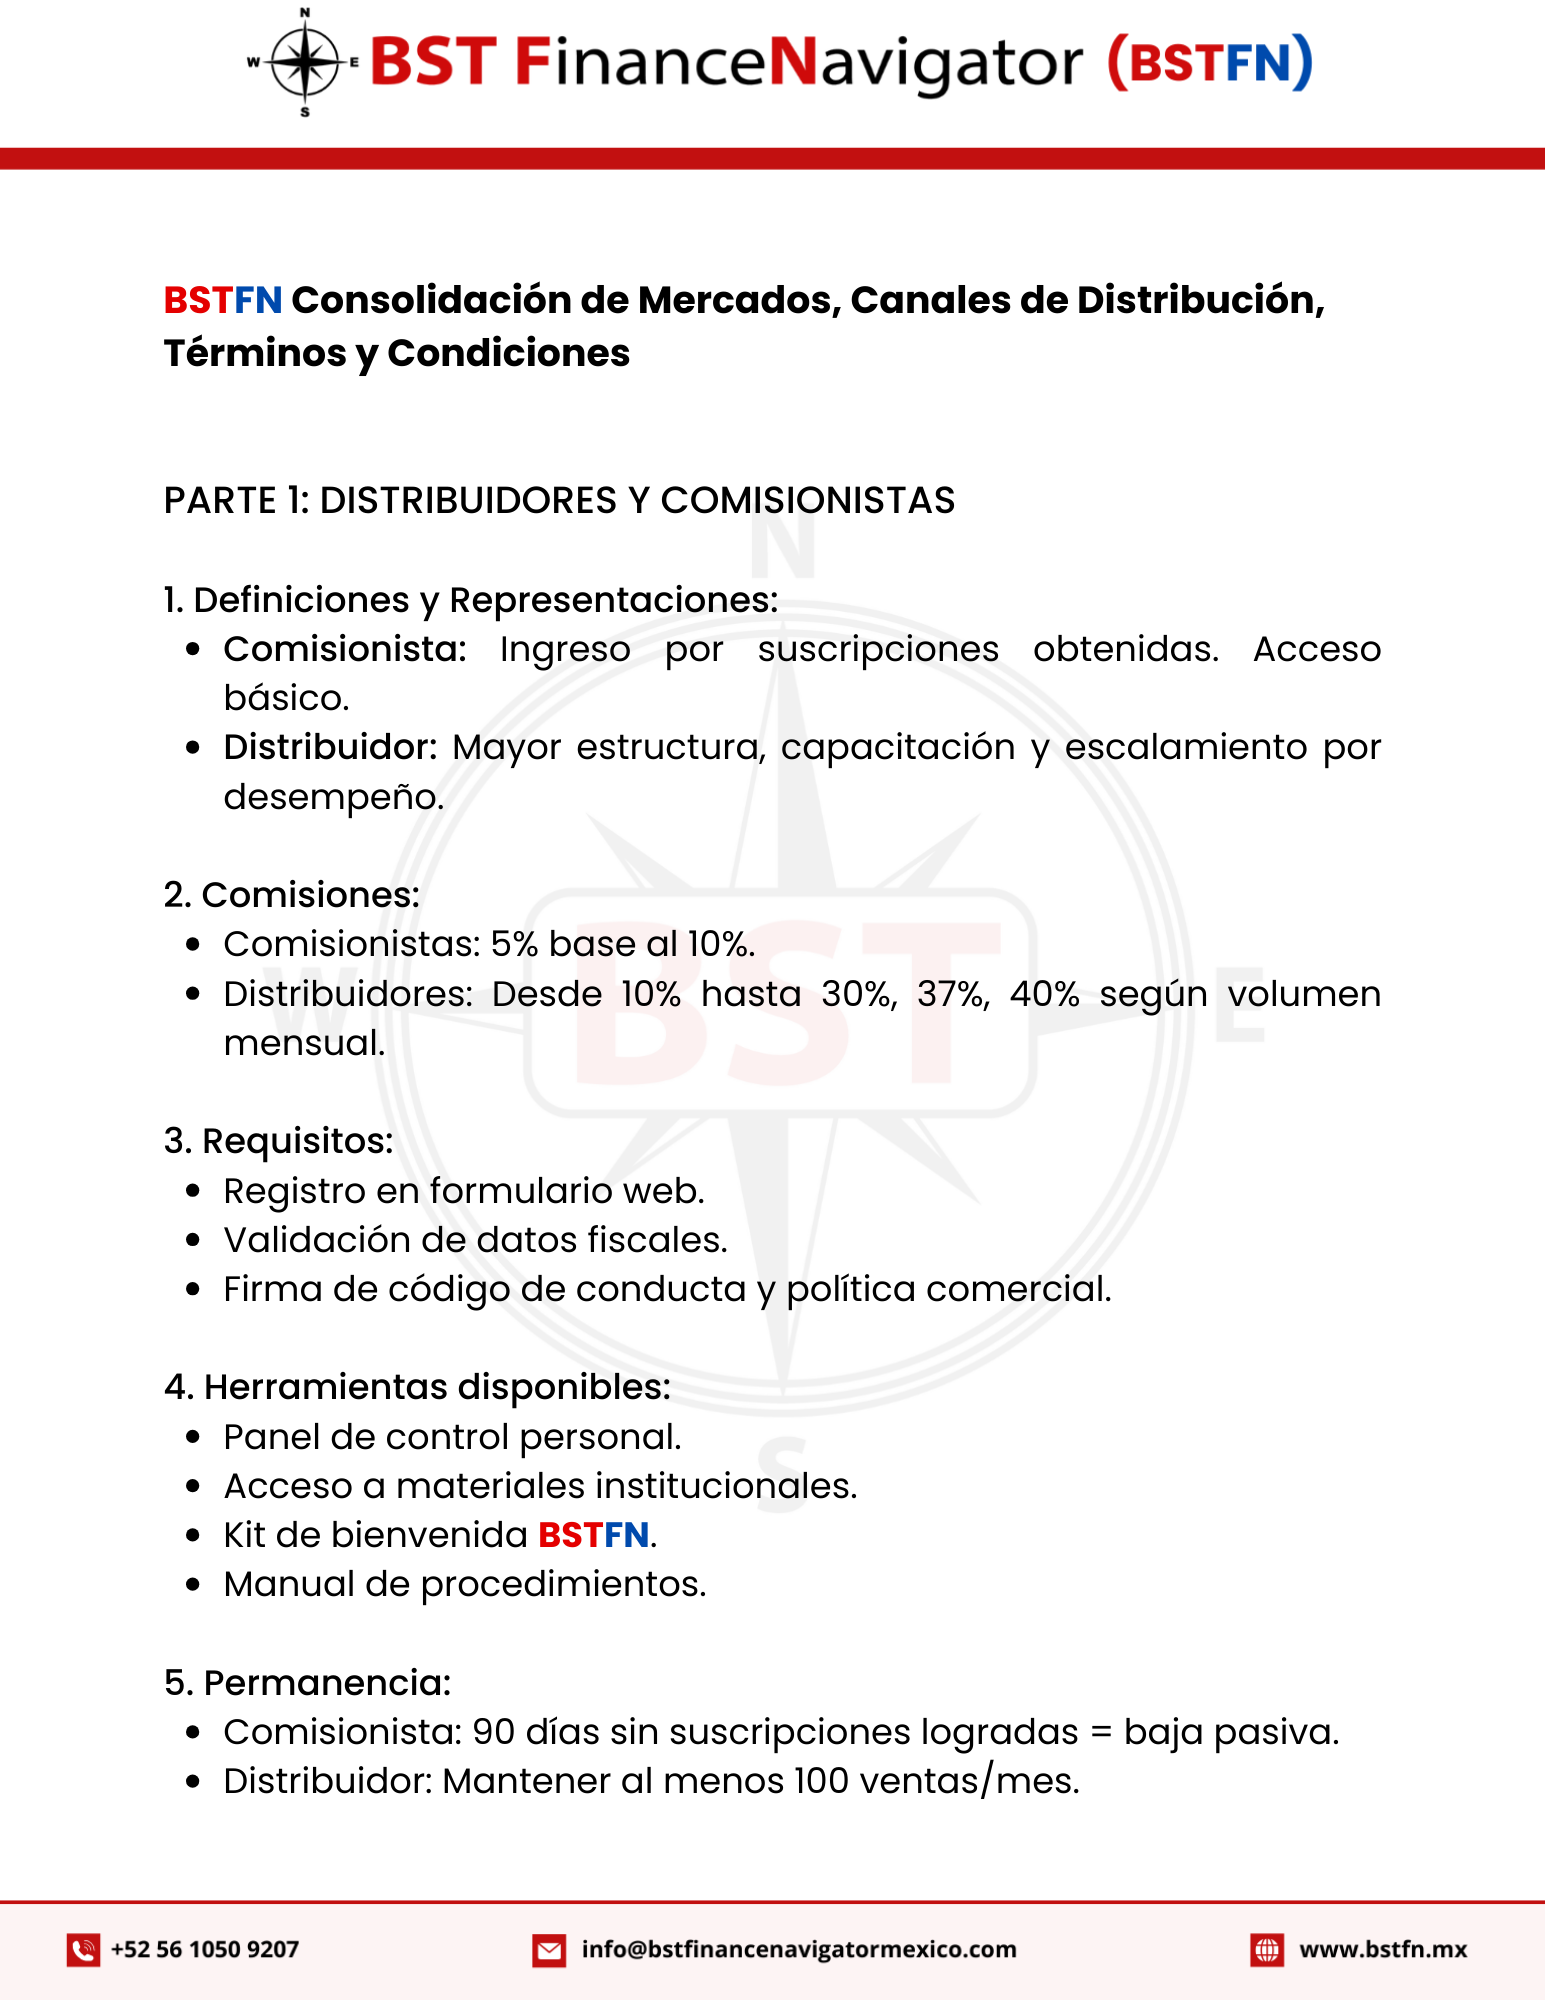 N
W E BST FinanceNavigator (BSTFN)
S
BSTFN Consolidación de Mercados, Canales de Distribución,
Términos y Condiciones
PARTE 1: DISTRIBUIDORES Y COMISIONISTAS
N
1. Definiciones y Representaciones:
• Comisionista: Ingreso por suscripciones obtenidas. Acceso
básico.
• Distribuidor: Mayor estructura, capacitación y escalamiento por
desempeño.
2. Comisiones:
• Comisionistas: 5% base al 10%.
• Distribuidores: Desde 10% hasta 30%, 37%, 40% según volumen
mensual.
W BST E
3. Requisitos:
• Registro en formulario web.
• Validación de datos fiscales.
• Firma de código de conducta y política comercial.
4. Herramientas disponibles:
• Panel de control personal.
• Acceso a materiales institucionales.
S
• Kit de bienvenida BSTFN.
• Manual de procedimientos.
5. Permanencia:
• Comisionista: 90 días sin suscripciones logradas = baja pasiva.
• Distribuidor: Mantener al menos 100 ventas/mes.
+52 56 1050 9207 info@bstfinancenavigatormexico.com www.bstfn.mx